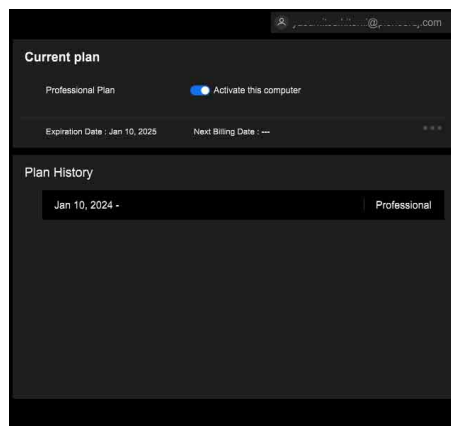 Current plan
Professional Plan Activate this computer
Expiration Date : Jan 10, 2025 Next Billing Date : ---
Plan History
Jan 10, 2024 - Professional